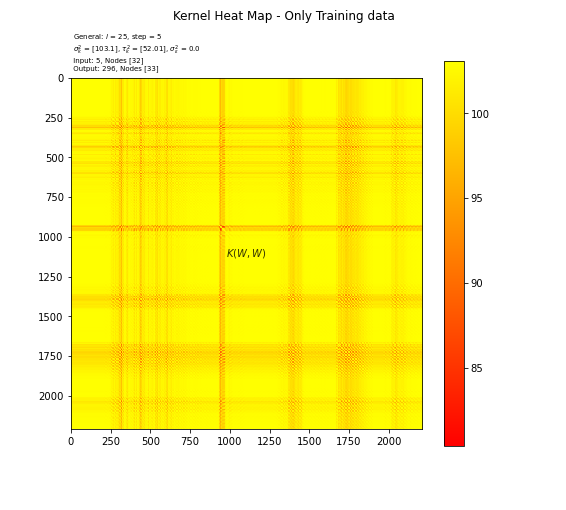 Kernel Heat Map - Only Training data
General: l = 25, step = 5
σ_k^2 = [103.1], τ_k^2 = [52.01], σ_ε^2 = 0.0
Input: 5, Nodes [32]
Output: 296, Nodes [33]
0
250
500
750
1000
1250
1500
1750
2000
K(W, W)
0 250 500 750 1000 1250 1500 1750 2000
100
95
90
85